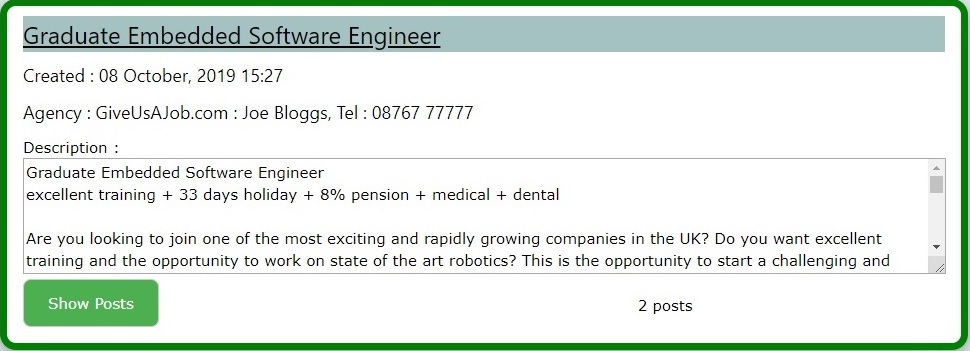 Graduate Embedded Software Engineer
Created : 08 October, 2019 15:27
Agency : GiveUsAJob.com : Joe Bloggs, Tel : 08767 77777
Description :
Graduate Embedded Software Engineer
excellent training + 33 days holiday + 8% pension + medical + dental
Are you looking to join one of the most exciting and rapidly growing companies in the UK? Do you want excellent
training and the opportunity to work on state of the art robotics? This is the opportunity to start a challenging and
Show Posts
2 posts